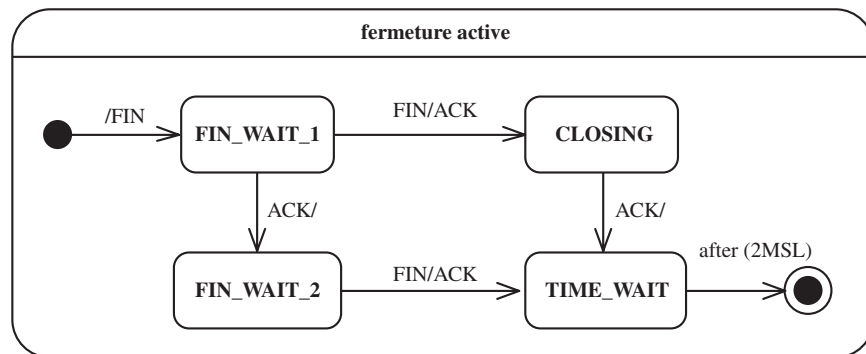 fermeture active
/FIN
FIN_WAIT_1
FIN/ACK
CLOSING
ACK/
ACK/
FIN_WAIT_2
FIN/ACK
TIME_WAIT
after (2MSL)